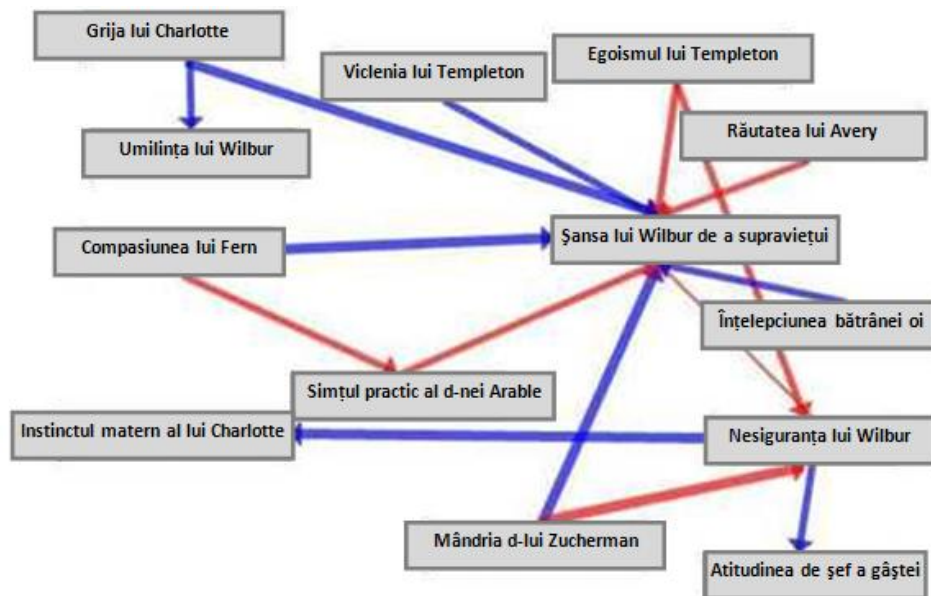 Grija lui Charlotte
Viclenia lui Templeton
Egoismul lui Templeton
Umilința lui Wilbur
Răutatea lui Avery
Compasiunea lui Fern
Șansa lui Wilbur de a supraviețui
Înțelepciunea bătrânei oi
Simțul practic al d-nei Arable
Instinctul matern al lui Charlotte
Nesiguranța lui Wilbur
Mândria d-lui Zucherman
Atitudinea de şef a gâştei